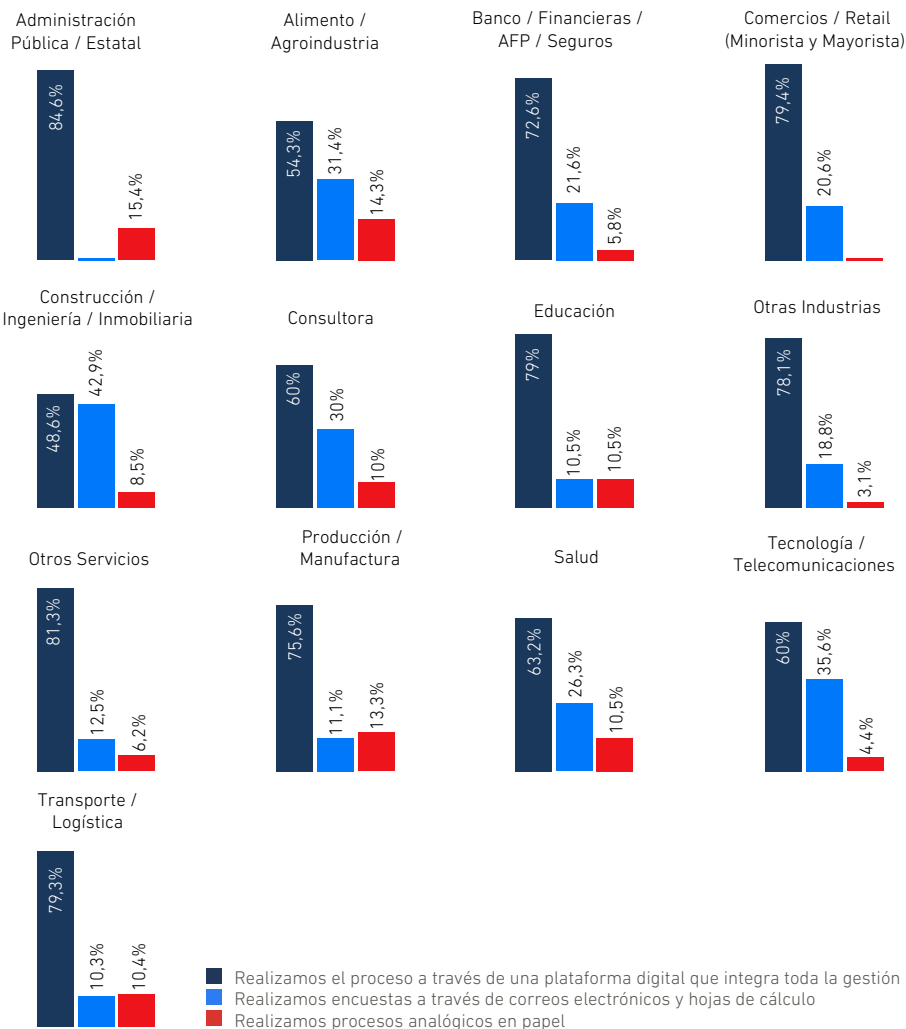 Administración
Pública / Estatal
84,6%
15,4%
Alimento /
Agroindustria
54,3%
31,4%
14,3%
Banco / Financieras /
AFP / Seguros
72,6%
21,6%
5,8%
Comercios / Retail
(Minorista y Mayorista)
79,4%
20,6%
Construcción /
Ingeniería / Inmobiliaria
48,6%
42,9%
8,5%
Consultora
60%
30%
10%
Educación
79%
10,5%
10,5%
Otras Industrias
78,1%
18,8%
3,1%
Otros Servicios
81,3%
12,5%
6,2%
Producción /
Manufactura
75,6%
11,1%
13,3%
Salud
63,2%
26,3%
10,5%
Tecnología /
Telecomunicaciones
60%
35,6%
4,4%
Transporte /
Logística
79,3%
10,3%
10,4%
Realizamos el proceso a través de una plataforma digital que integra toda la gestión
Realizamos encuestas a través de correos electrónicos y hojas de cálculo
Realizamos procesos analógicos en papel